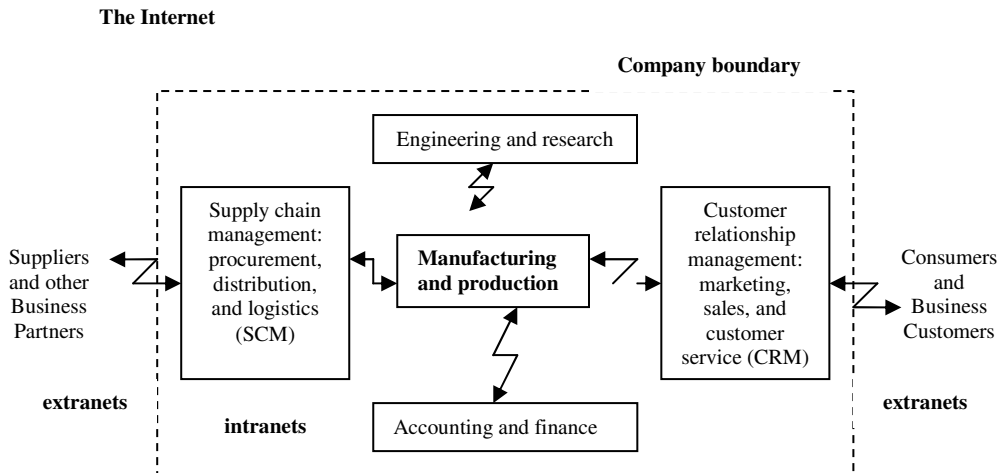 The Internet
Company boundary
Engineering and research
Supply chain
management:
procurement,
distribution,
and logistics
(SCM)
Manufacturing
and production
Customer
relationship
management:
marketing,
sales, and
customer
service (CRM)
Suppliers
and other
Business
Partners
Consumers
and
Business
Customers
extranets
intranets
Accounting and finance
extranets